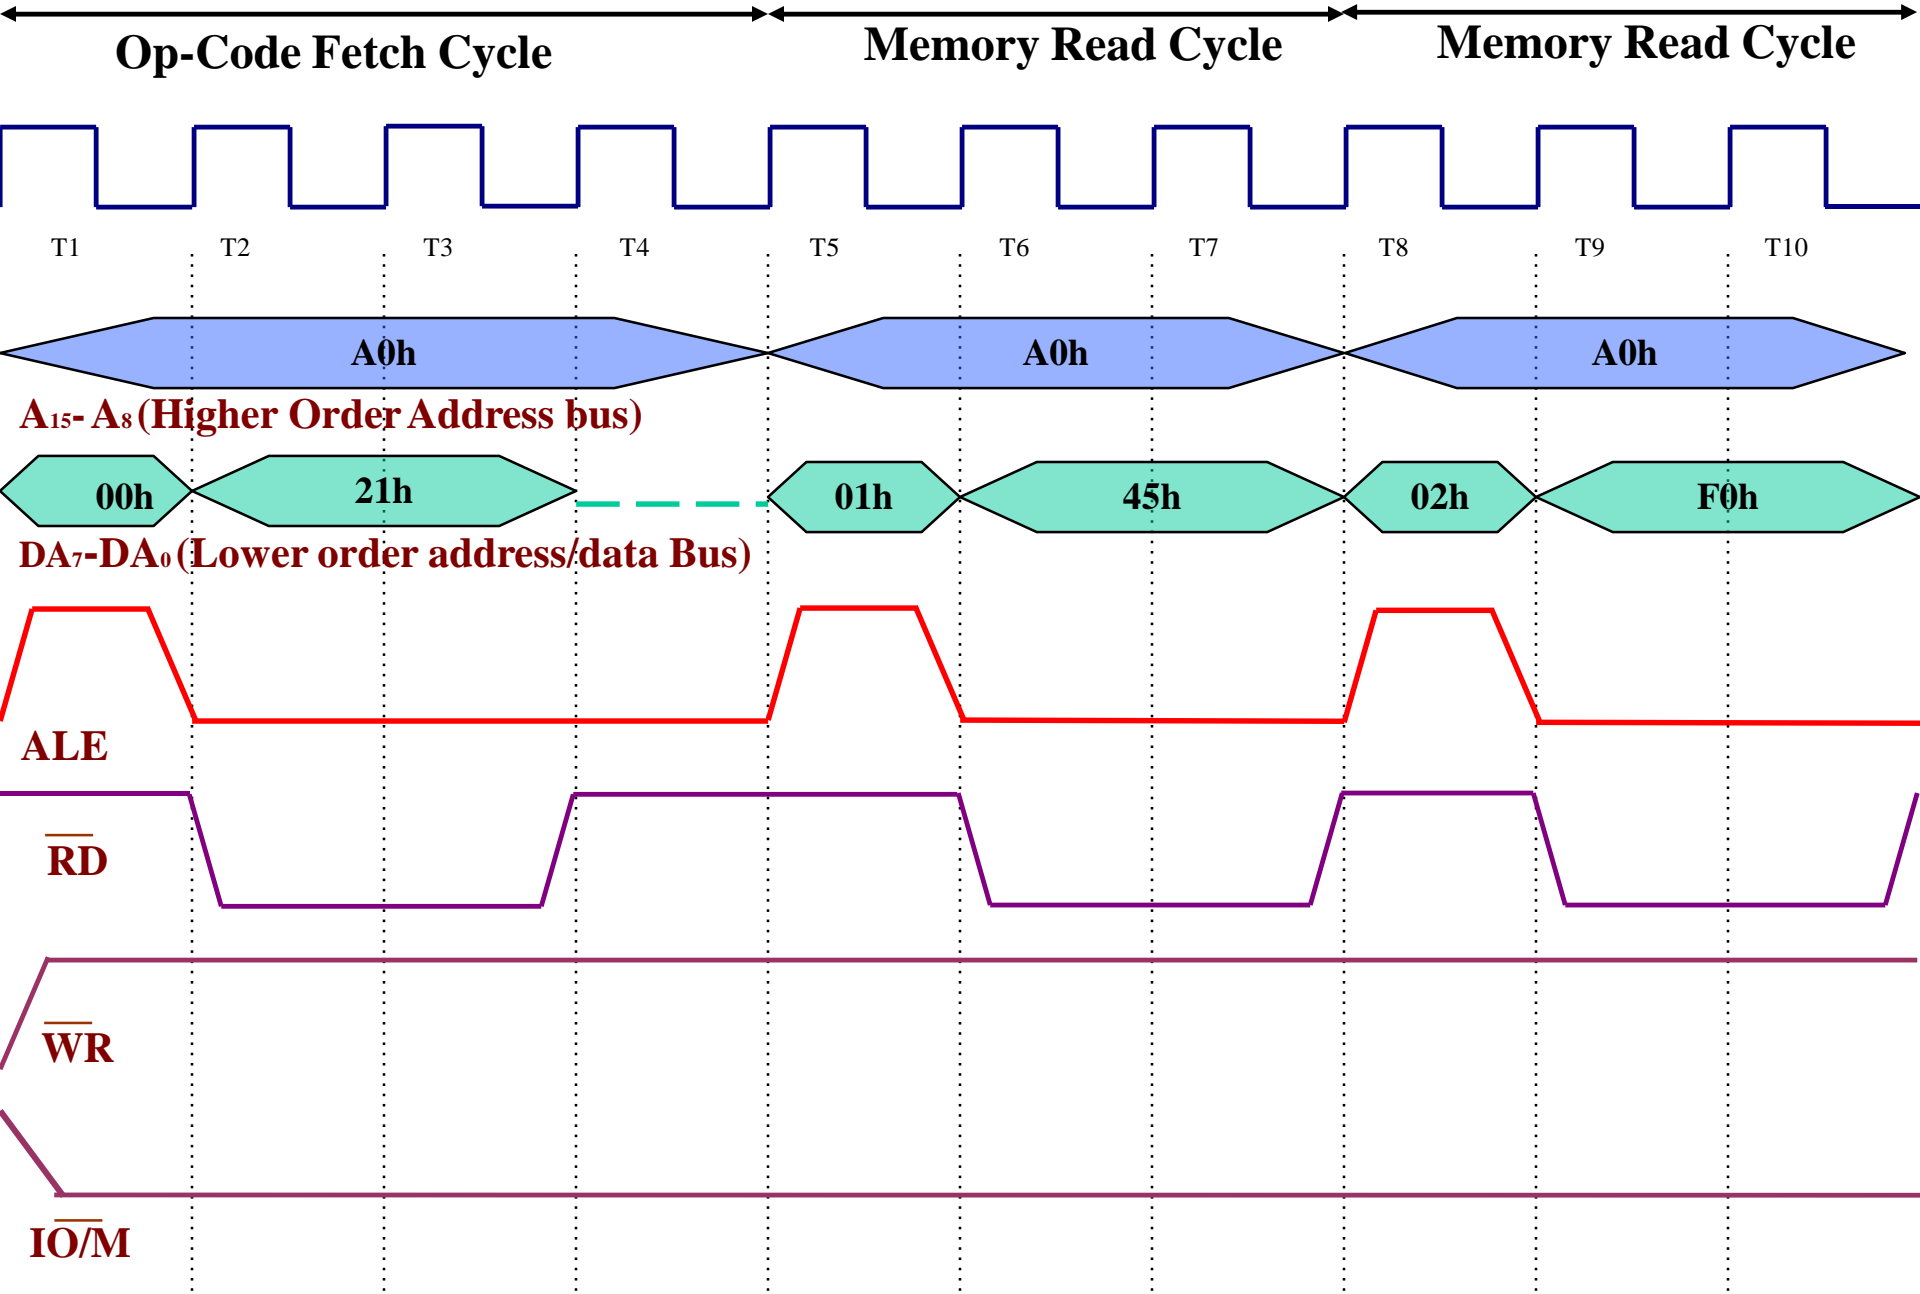 Op-Code Fetch Cycle Memory Read Cycle Memory Read Cycle
T1 T2 T3 T4 T5 T6 T7 T8 T9 T10
A0h A0h A0h
A15- A8 (Higher Order Address bus)
00h 21h 01h 45h 02h F0h
DA7-DA0 (Lower order address/data Bus)
ALE
RD
WR
IO/M